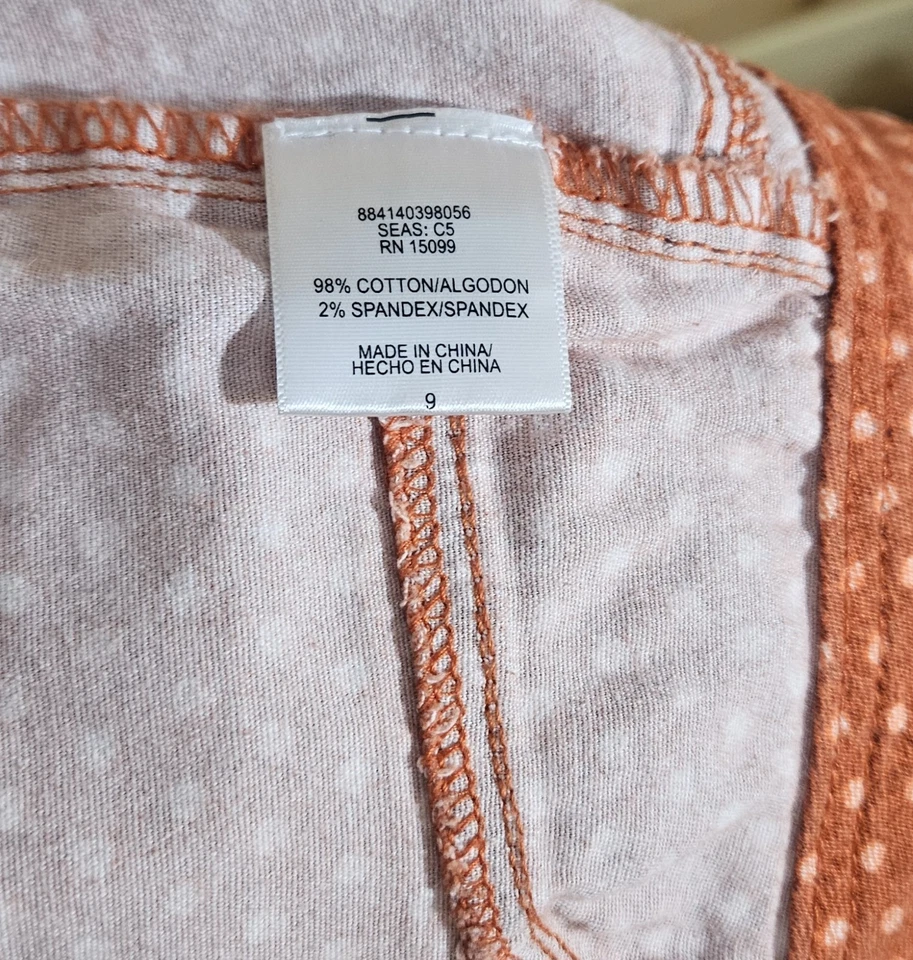 884140398056
SEAS: C5
RN 15099
98% COTTON/ALGODON
2% SPANDEX/SPANDEX
MADE IN CHINA/
HECHO EN CHINA
9